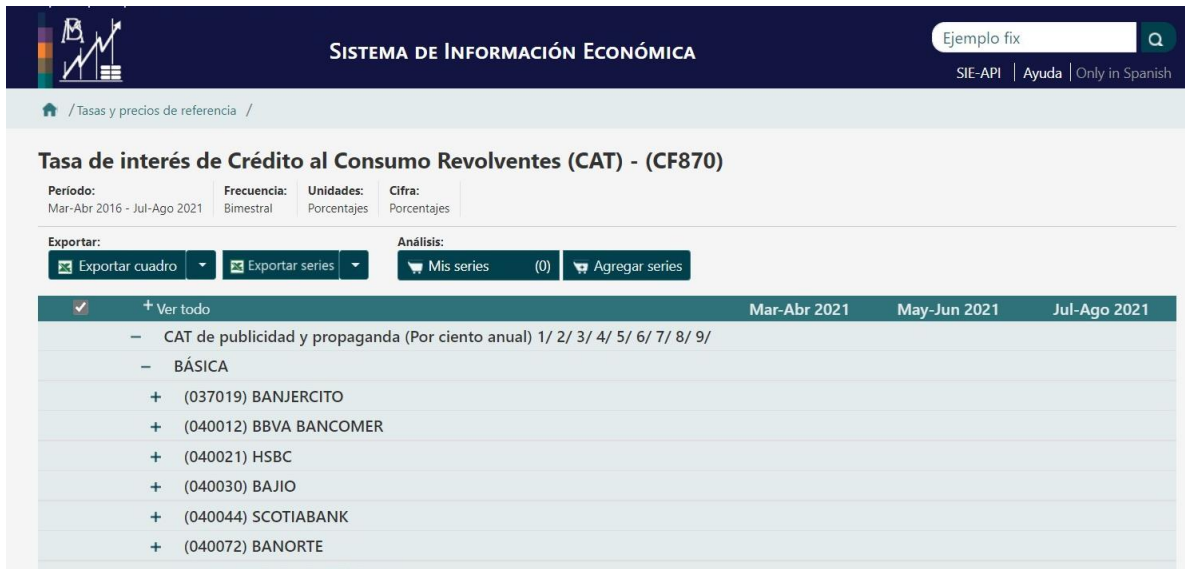 SISTEMA DE INFORMACIÓN ECONÓMICA
Ejemplo fix
SIE-API | Ayuda | Only in Spanish
/ Tasas y precios de referencia /
Tasa de interés de Crédito al Consumo Revolventes (CAT) - (CF870)
Período: Frecuencia: Unidades: Cifra:
Mar-Abr 2016 - Jul-Ago 2021 Bimestral Porcentajes Porcentajes
Exportar: Análisis:
Exportar cuadro Exportar series Mis series (0) Agregar series
+ Ver todo Mar-Abr 2021 May-Jun 2021 Jul-Ago 2021
− CAT de publicidad y propaganda (Por ciento anual) 1/ 2/ 3/ 4/ 5/ 6/ 7/ 8/ 9/
− BÁSICA
+ (037019) BANJERCITO
+ (040012) BBVA BANCOMER
+ (040021) HSBC
+ (040030) BAJIO
+ (040044) SCOTIABANK
+ (040072) BANORTE